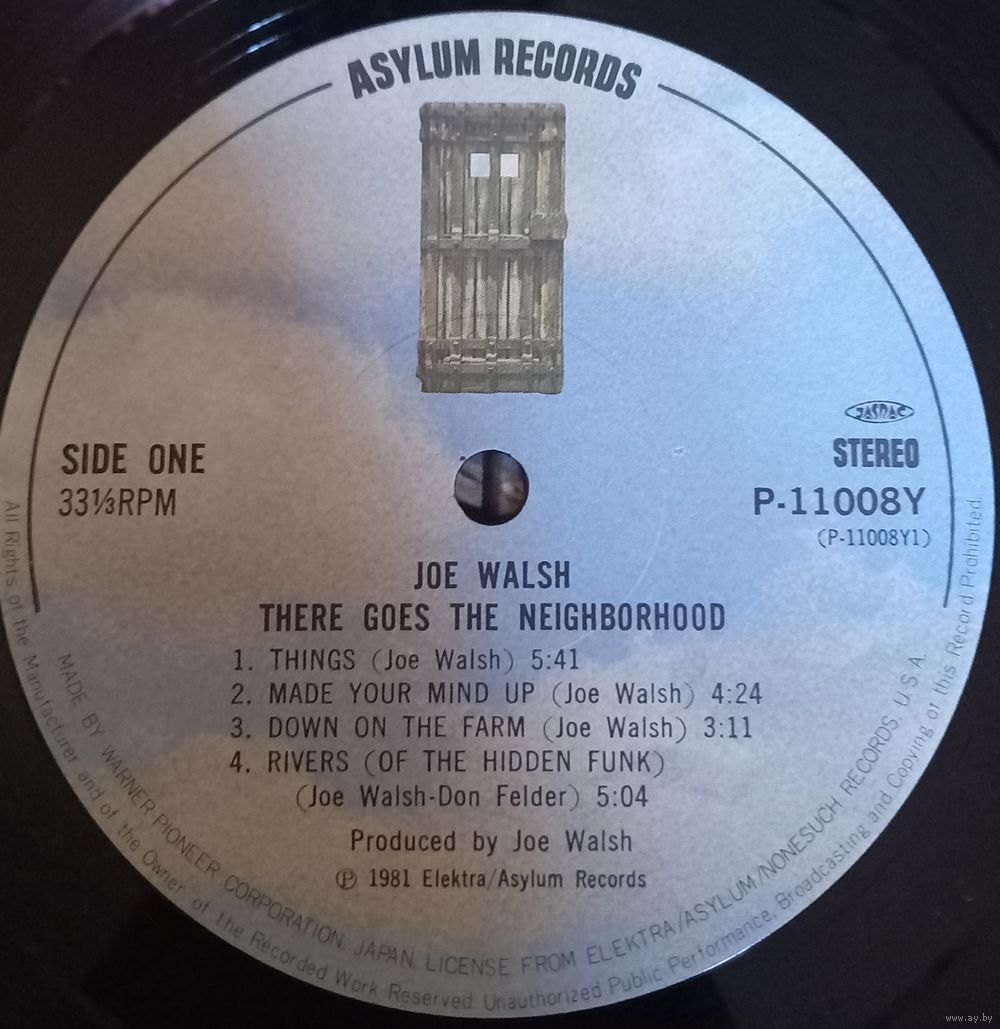 ASYLUM RECORDS
JASRAC
SIDE ONE
STEREO
33⅓RPM
P-11008Y
(P-11008Y1)
JOE WALSH
THERE GOES THE NEIGHBORHOOD
1. THINGS (Joe Walsh) 5:41
2. MADE YOUR MIND UP (Joe Walsh) 4:24
3. DOWN ON THE FARM (Joe Walsh) 3:11
4. RIVERS (OF THE HIDDEN FUNK)
(Joe Walsh-Don Felder) 5:04
Produced by Joe Walsh
Ⓟ 1981 Elektra/Asylum Records
MADE BY WARNER-PIONEER CORPORATION, JAPAN. LICENSE FROM ELEKTRA/ASYLUM/NONESUCH RECORDS, U.S.A.
All Rights of the Manufacturer and of the Owner of the Recorded Work Reserved Unauthorized Public Performance, Broadcasting and Copying of this Record Prohibited
www.ay.by